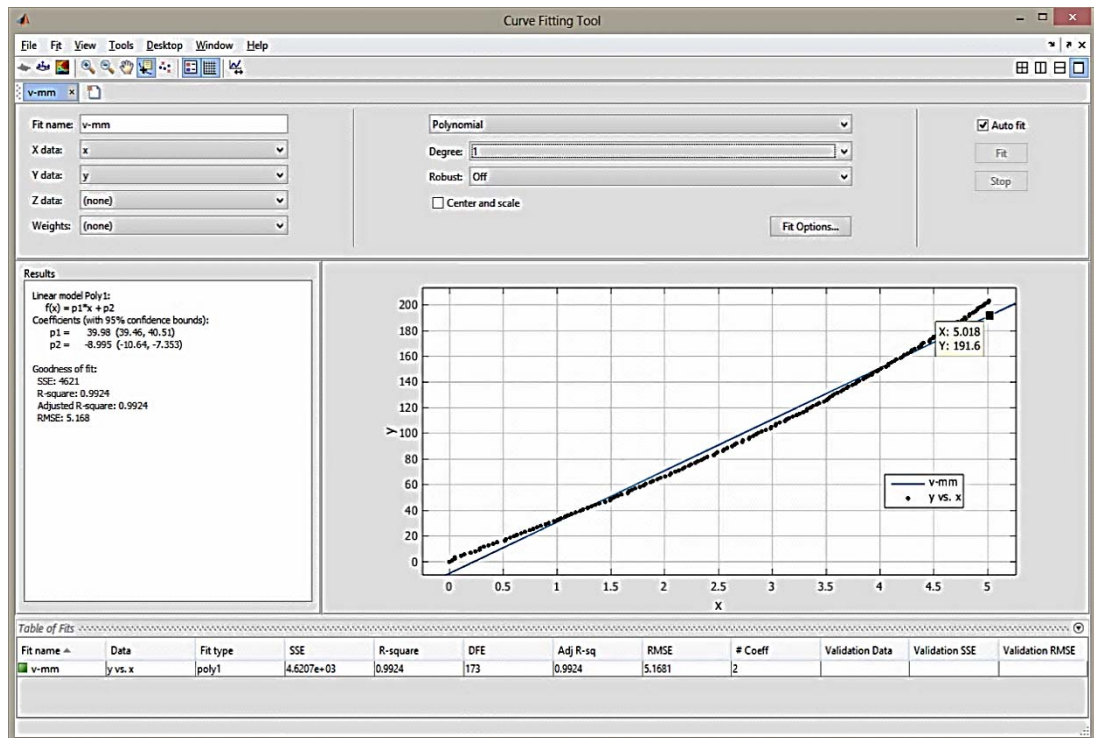 Curve Fitting Tool
File Fit View Tools Desktop Window Help
v-mm
Fit name: v-mm
X data: x
Y data: y
Z data: (none)
Weights: (none)
Polynomial
Degree: 1
Robust: Off
Center and scale
Fit Options...
Auto fit
Fit
Stop
Results
Linear model Poly1:
f(x) = p1*x + p2
Coefficients (with 95% confidence bounds):
p1 = 39.98 (39.46, 40.51)
p2 = -8.995 (-10.64, -7.353)
Goodness of fit:
SSE: 4621
R-square: 0.9924
Adjusted R-square: 0.9924
RMSE: 5.168
200
180
160
140
120
100
80
60
40
20
0
y
X: 5.018
Y: 191.6
v-mm
y vs. x
0 0.5 1 1.5 2 2.5 3 3.5 4 4.5 5
x
Table of Fits
Fit name Data Fit type SSE R-square DFE Adj R-sq RMSE # Coeff Validation Data Validation SSE Validation RMSE
v-mm y vs. x poly1 4.6207e+03 0.9924 173 0.9924 5.1681 2